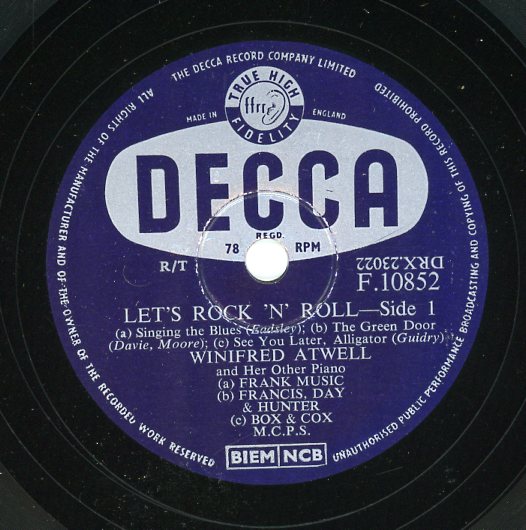 THE DECCA RECORD COMPANY LIMITED
ALL RIGHTS OF THE MANUFACTURER AND OF THE OWNER OF THE RECORDED WORK RESERVED
UNAUTHORISED PUBLIC PERFORMANCE BROADCASTING AND COPYING OF THIS RECORD PROHIBITED
TRUE HIGH
ffrr
FIDELITY
MADE IN ENGLAND
DECCA
REGD.
78 RPM
R/T
DRX.23022
F.10852
LET'S ROCK 'N' ROLL—Side 1
(a) Singing the Blues (Eadsley); (b) The Green Door
(Davie, Moore); (c) See You Later, Alligator (Guidry)
WINIFRED ATWELL
and Her Other Piano
(a) FRANK MUSIC
(b) FRANCIS, DAY
& HUNTER
(c) BOX & COX
M.C.P.S.
BIEM NCB